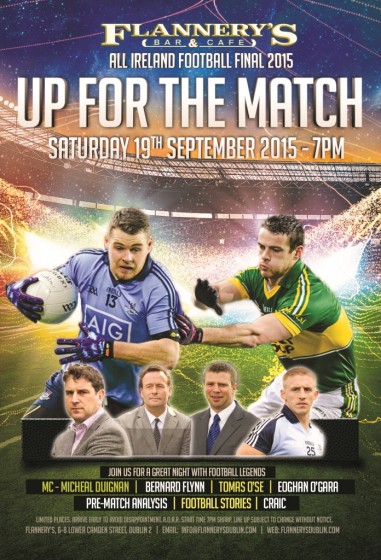 FLANNERY'S
BAR & CAFE
ALL IRELAND FOOTBALL FINAL 2015
UP FOR THE MATCH
SATURDAY 19TH SEPTEMBER 2015 - 7PM
13
AIG
25
JOIN US FOR A GREAT NIGHT WITH FOOTBALL LEGENDS
MC - MICHEAL DUIGNAN | BERNARD FLYNN | TOMAS O'SE | EOGHAN O'GARA
PRE-MATCH ANALYSIS | FOOTBALL STORIES | CRAIC
LIMITED PLACES. ARRIVE EARLY TO AVOID DISAPPOINTMENT. R.O.A.R. START TIME 7PM SHARP. LINE UP SUBJECT TO CHANGE WITHOUT NOTICE.
FLANNERY'S, 6-8 LOWER CAMDEN STREET, DUBLIN 2 | EMAIL: INFO@FLANNERYSDUBLIN.COM | WEB: FLANNERYSDUBLIN.COM